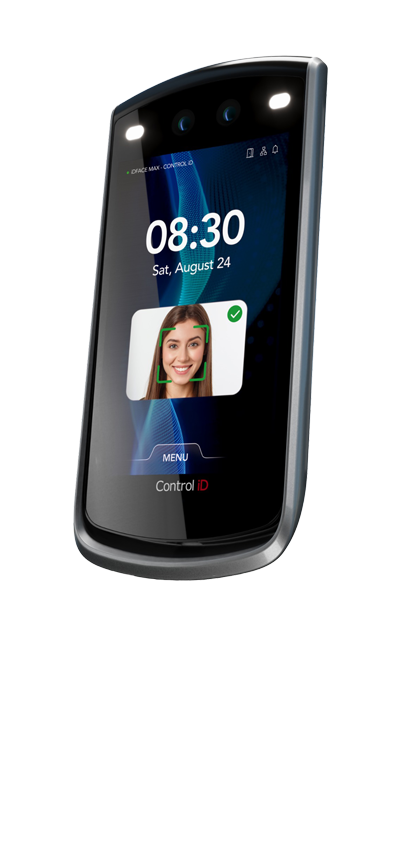 iDFACE MAX - CONTROL iD
08:30
Sat, August 24
MENU
Control iD